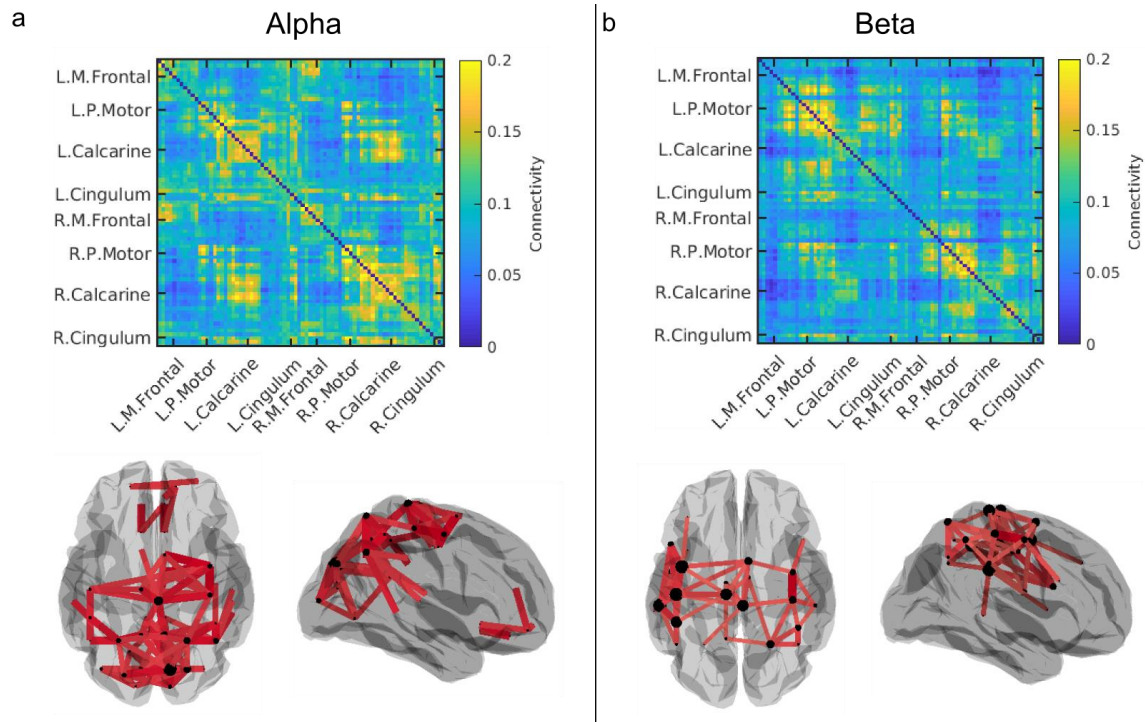 a
Alpha
L.M.Frontal
L.P.Motor
L.Calcarine
L.Cingulum
R.M.Frontal
R.P.Motor
R.Calcarine
R.Cingulum
0.2
0.15
0.1
0.05
0
Connectivity
L.M.Frontal
L.P.Motor
L.Calcarine
L.Cingulum
R.M.Frontal
R.P.Motor
R.Calcarine
R.Cingulum
b
Beta
L.M.Frontal
L.P.Motor
L.Calcarine
L.Cingulum
R.M.Frontal
R.P.Motor
R.Calcarine
R.Cingulum
0.2
0.15
0.1
0.05
0
Connectivity
L.M.Frontal
L.P.Motor
L.Calcarine
L.Cingulum
R.M.Frontal
R.P.Motor
R.Calcarine
R.Cingulum